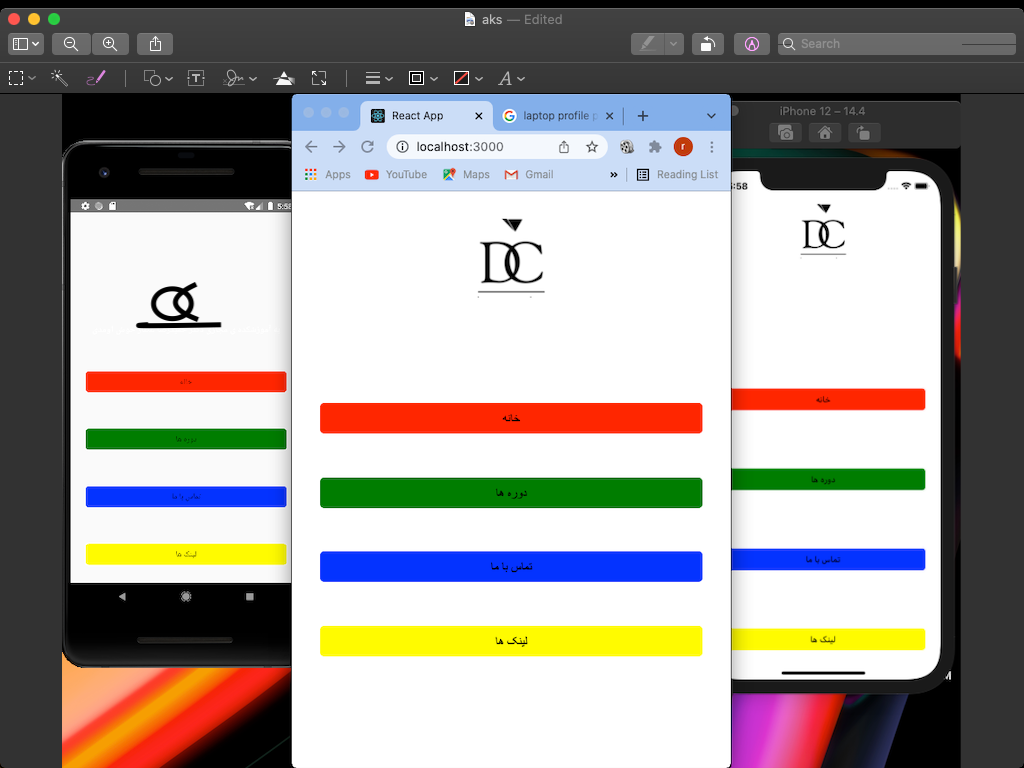 aks — Edited
Search
iPhone 12 – 14.4
React App
laptop profile p
localhost:3000
r
Apps
YouTube
Maps
Gmail
»
Reading List
5:58
5:58
DC
DC
خانه
خانه
خانه
دوره ها
دوره ها
دوره ها
تماس با ما
تماس با ما
تماس با ما
لینک ها
لینک ها
لینک ها